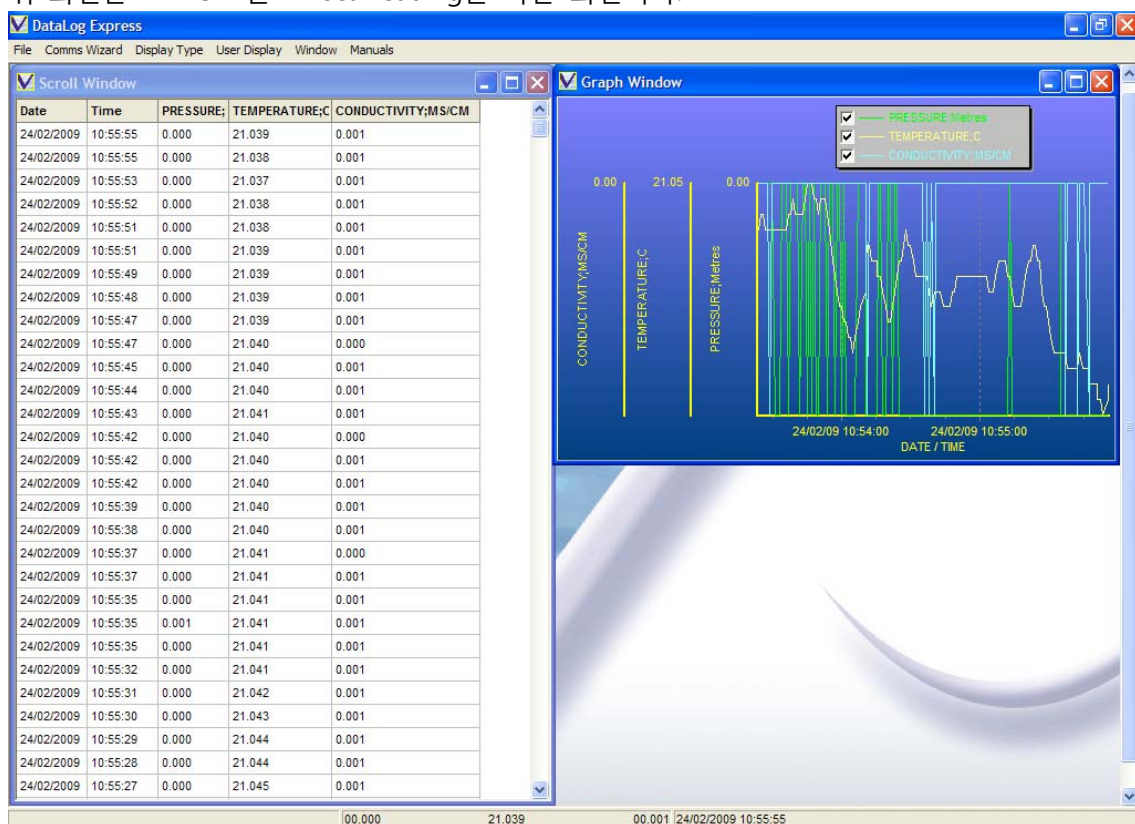 DataLog Express
File Comms Wizard Display Type User Display Window Manuals
Scroll Window
Date Time PRESSURE; TEMPERATURE;C CONDUCTIVITY;MS/CM
24/02/2009 10:55:55 0.000 21.039 0.001
24/02/2009 10:55:55 0.000 21.038 0.001
24/02/2009 10:55:53 0.000 21.037 0.001
24/02/2009 10:55:52 0.000 21.038 0.001
24/02/2009 10:55:51 0.000 21.038 0.001
24/02/2009 10:55:51 0.000 21.039 0.001
24/02/2009 10:55:49 0.000 21.039 0.001
24/02/2009 10:55:48 0.000 21.039 0.001
24/02/2009 10:55:47 0.000 21.039 0.001
24/02/2009 10:55:47 0.000 21.040 0.000
24/02/2009 10:55:45 0.000 21.040 0.001
24/02/2009 10:55:44 0.000 21.040 0.001
24/02/2009 10:55:43 0.000 21.041 0.001
24/02/2009 10:55:42 0.000 21.040 0.000
24/02/2009 10:55:42 0.000 21.040 0.001
24/02/2009 10:55:42 0.000 21.040 0.001
24/02/2009 10:55:39 0.000 21.040 0.001
24/02/2009 10:55:38 0.000 21.040 0.001
24/02/2009 10:55:37 0.000 21.041 0.000
24/02/2009 10:55:37 0.000 21.041 0.001
24/02/2009 10:55:35 0.000 21.041 0.001
24/02/2009 10:55:35 0.001 21.041 0.001
24/02/2009 10:55:35 0.000 21.041 0.001
24/02/2009 10:55:32 0.000 21.041 0.001
24/02/2009 10:55:31 0.000 21.042 0.001
24/02/2009 10:55:30 0.000 21.043 0.001
24/02/2009 10:55:29 0.000 21.044 0.001
24/02/2009 10:55:28 0.000 21.044 0.001
24/02/2009 10:55:27 0.000 21.045 0.001
Graph Window
PRESSURE;Metres
TEMPERATURE;C
CONDUCTIVITY;MS/CM
0.00 21.05 0.00
CONDUCTIVITY;MS/CM
TEMPERATURE;C
PRESSURE;Metres
24/02/09 10:54:00 24/02/09 10:55:00
DATE / TIME
00.000 21.039 00.001 24/02/2009 10:55:55